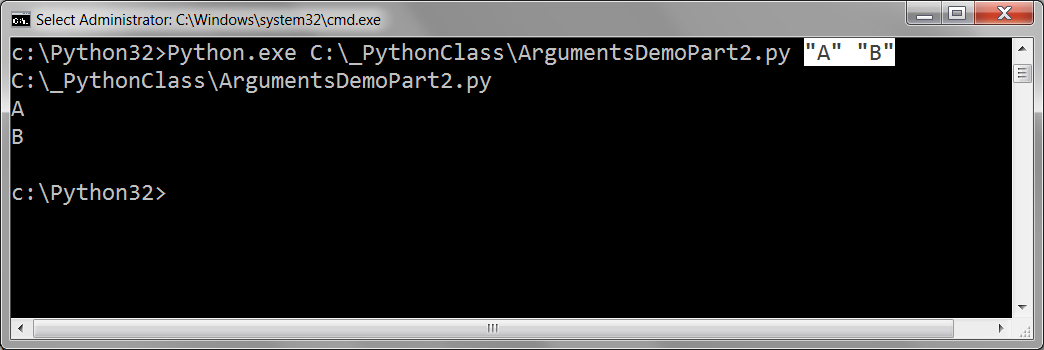 Select Administrator: C:\Windows\system32\cmd.exe
c:\Python32>Python.exe C:\_PythonClass\ArgumentsDemoPart2.py "A" "B"
C:\_PythonClass\ArgumentsDemoPart2.py
A
B
c:\Python32>